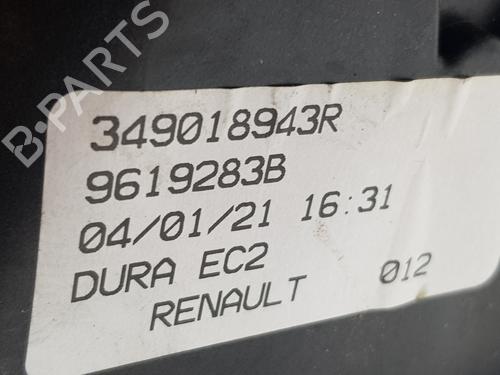 B-PARTS
349018943R
9619283B
04/01/21 16:31
DURA EC2
RENAULT 012